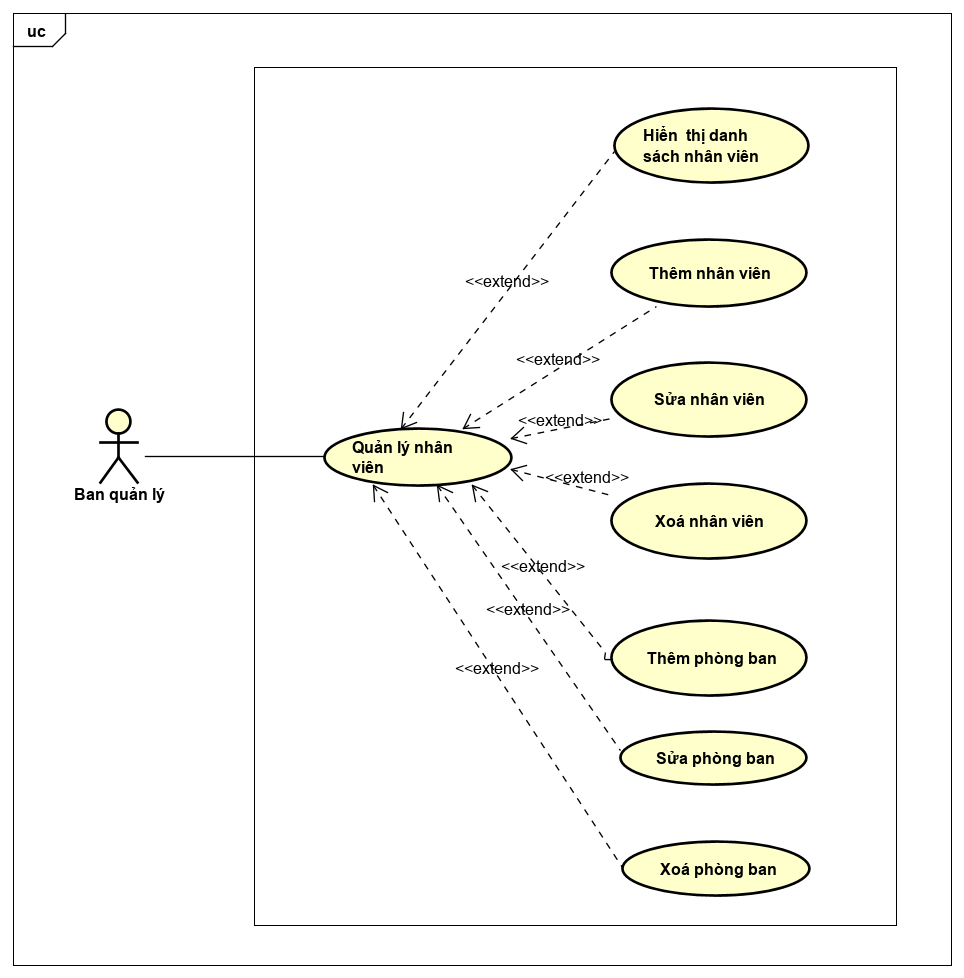 uc
Hiển thị danh
sách nhân viên
<<extend>>
Thêm nhân viên
<<extend>>
Sửa nhân viên
<<extend>>
Quản lý nhân
viên
<<extend>>
Ban quản lý
Xoá nhân viên
<<extend>>
<<extend>>
Thêm phòng ban
<<extend>>
Sửa phòng ban
Xoá phòng ban